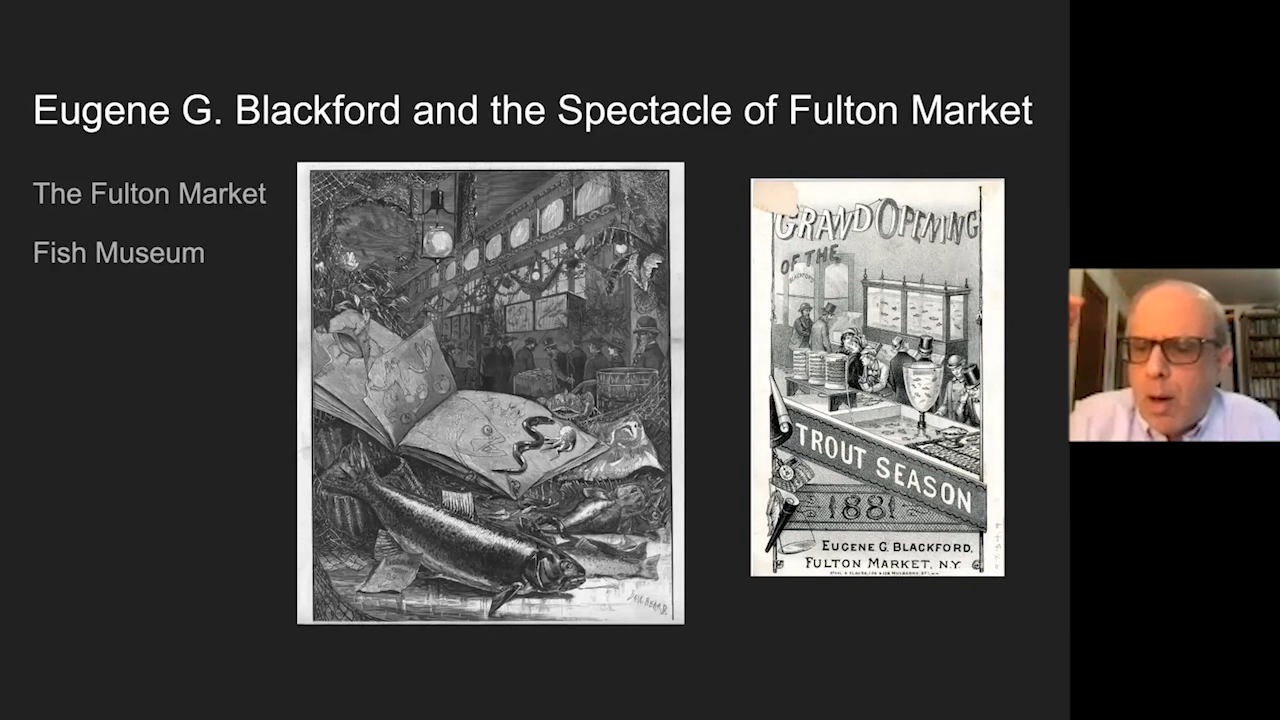 Eugene G. Blackford and the Spectacle of Fulton Market
The Fulton Market
Fish Museum
GRAND OPENING
OF THE
BLACKFORD
TROUT SEASON
1881
EUGENE G. BLACKFORD,
FULTON MARKET, N.Y.